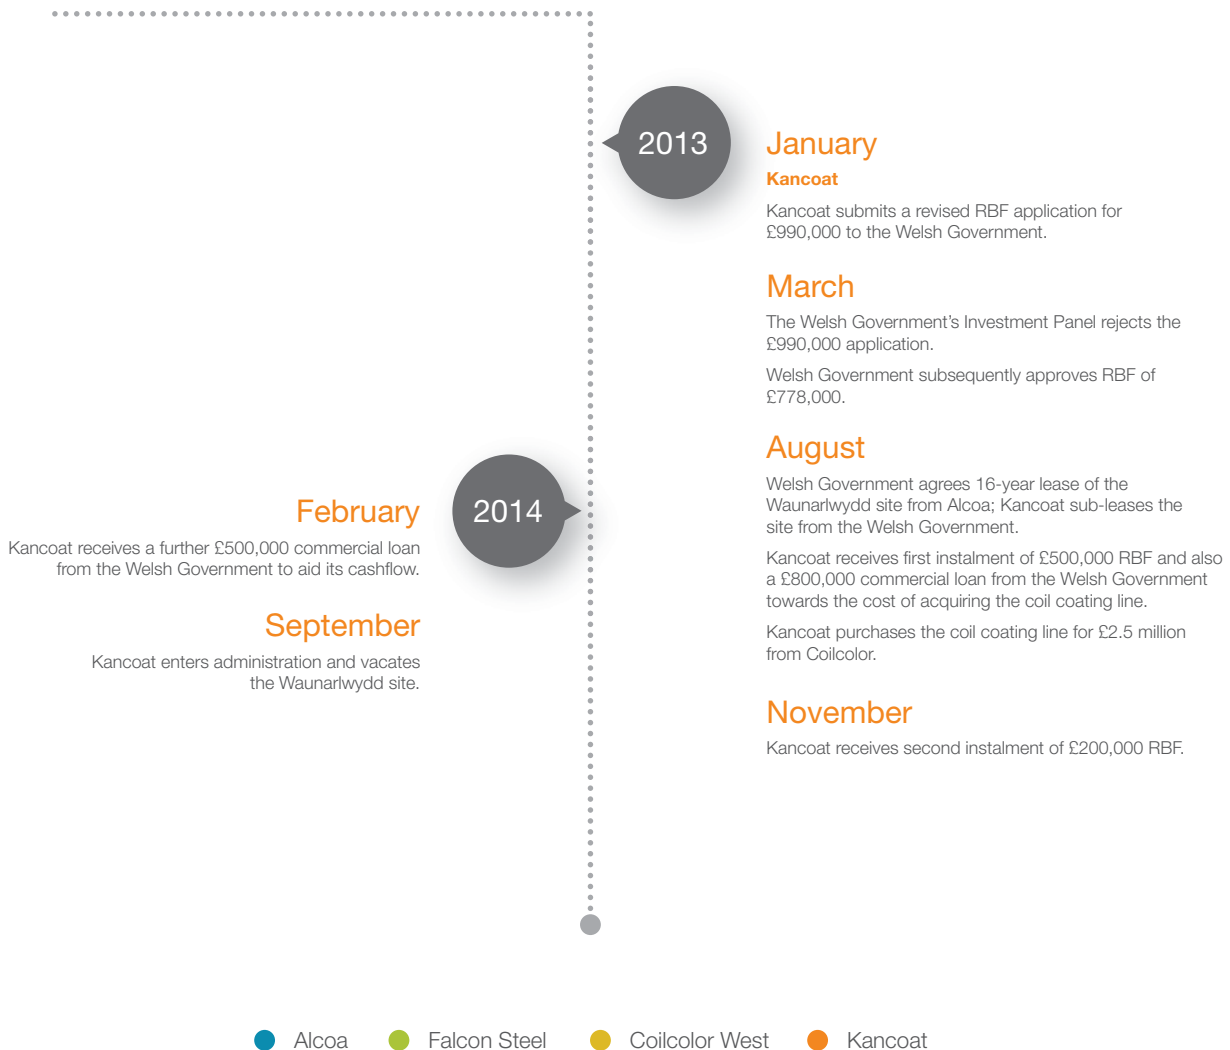 2013
January
Kancoat
Kancoat submits a revised RBF application for
£990,000 to the Welsh Government.
March
The Welsh Government’s Investment Panel rejects the
£990,000 application.
Welsh Government subsequently approves RBF of
£778,000.
August
Welsh Government agrees 16-year lease of the
Waunarlwydd site from Alcoa; Kancoat sub-leases the
site from the Welsh Government.
Kancoat receives first instalment of £500,000 RBF and also
a £800,000 commercial loan from the Welsh Government
towards the cost of acquiring the coil coating line.
Kancoat purchases the coil coating line for £2.5 million
from Coilcolor.
November
Kancoat receives second instalment of £200,000 RBF.
2014
February
Kancoat receives a further £500,000 commercial loan
from the Welsh Government to aid its cashflow.
September
Kancoat enters administration and vacates
the Waunarlwydd site.
Alcoa
Falcon Steel
Coilcolor West
Kancoat